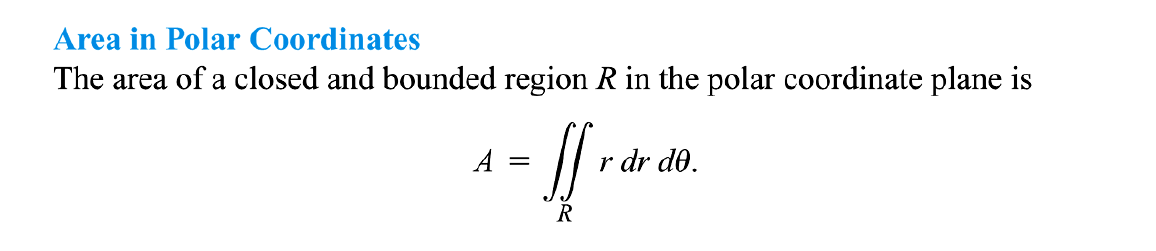 Area in Polar Coordinates
The area of a closed and bounded region R in the polar coordinate plane is
A = ∬ r dr dθ.
R